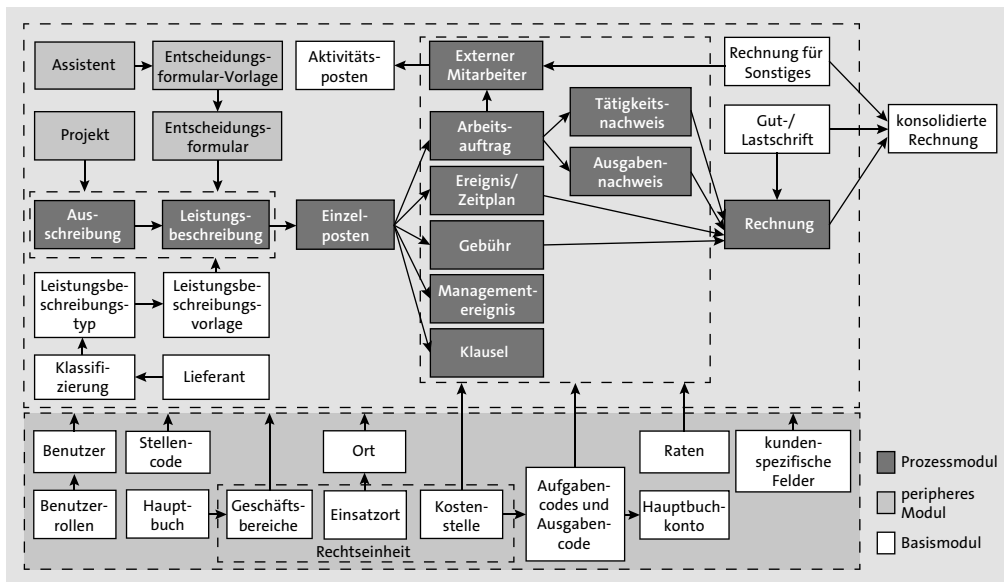 Assistent
Entscheidungs-
formular-Vorlage
Aktivitäts-
posten
Externer
Mitarbeiter
Rechnung für
Sonstiges
Projekt
Entscheidungs-
formular
Arbeits-
auftrag
Tätigkeits-
nachweis
Gut-/
Lastschrift
konsolidierte
Rechnung
Ausgaben-
nachweis
Aus-
schreibung
Leistungs-
beschreibung
Einzel-
posten
Ereignis/
Zeitplan
Rechnung
Gebühr
Leistungsbe-
schreibungs-
typ
Leistungsbe-
schreibungs-
vorlage
Management-
ereignis
Klausel
Klassifi-
zierung
Lieferant
Benutzer
Stellen-
code
Ort
Raten
kunden-
spezifische
Felder
Benutzer-
rollen
Haupt-
buch
Geschäfts-
bereiche
Einsatzort
Kosten-
stelle
Aufgaben-
codes und
Ausgaben-
code
Hauptbuch-
konto
Rechtseinheit
Prozessmodul
peripheres
Modul
Basismodul